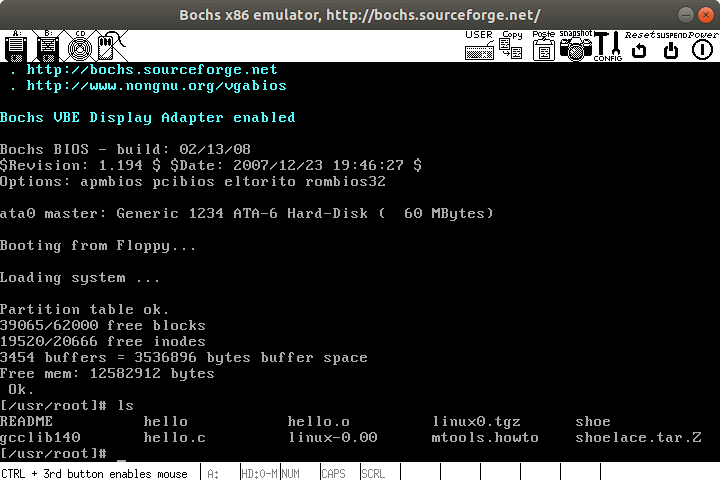 Bochs x86 emulator, http://bochs.sourceforge.net/
A: B: CD USER Copy Paste snapshot CONFIG Reset SUSPEND Power
. http://bochs.sourceforge.net
. http://www.nongnu.org/vgabios
Bochs VBE Display Adapter enabled
Bochs BIOS - build: 02/13/08
$Revision: 1.194 $ $Date: 2007/12/23 19:46:27 $
Options: apmbios pcibios eltorito rombios32
ata0 master: Generic 1234 ATA-6 Hard-Disk (  60 MBytes)
Booting from Floppy...
Loading system ...
Partition table ok.
39065/62000 free blocks
19520/20666 free inodes
3454 buffers = 3536896 bytes buffer space
Free mem: 12582912 bytes
 Ok.
[/usr/root]# ls
README hello hello.o linux0.tgz shoe
gcclib140 hello.c linux-0.00 mtools.howto shoelace.tar.Z
[/usr/root]# _
CTRL + 3rd button enables mouse A: HD:0-M NUM CAPS SCRL